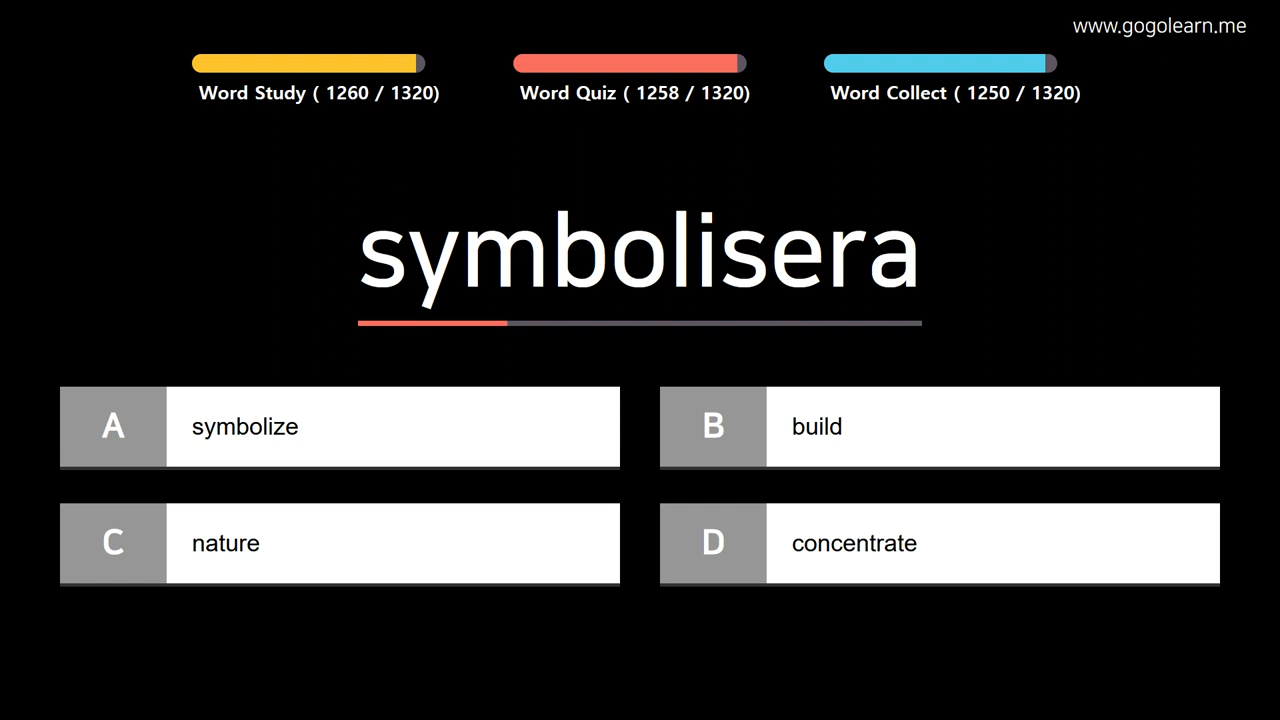 www.gogolearn.me
Word Study ( 1260 / 1320)
Word Quiz ( 1258 / 1320)
Word Collect ( 1250 / 1320)
symbolisera
A symbolize
B build
C nature
D concentrate